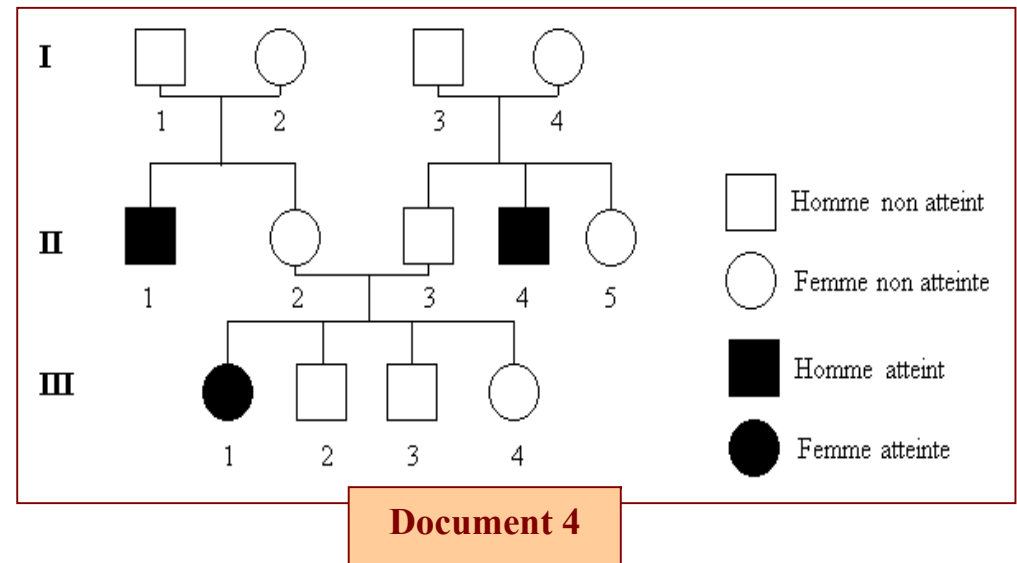 I
1 2 3 4
Homme non atteint
II
1 2 3 4 5
Femme non atteinte
Homme atteint
III
1 2 3 4
Femme atteinte
Document 4